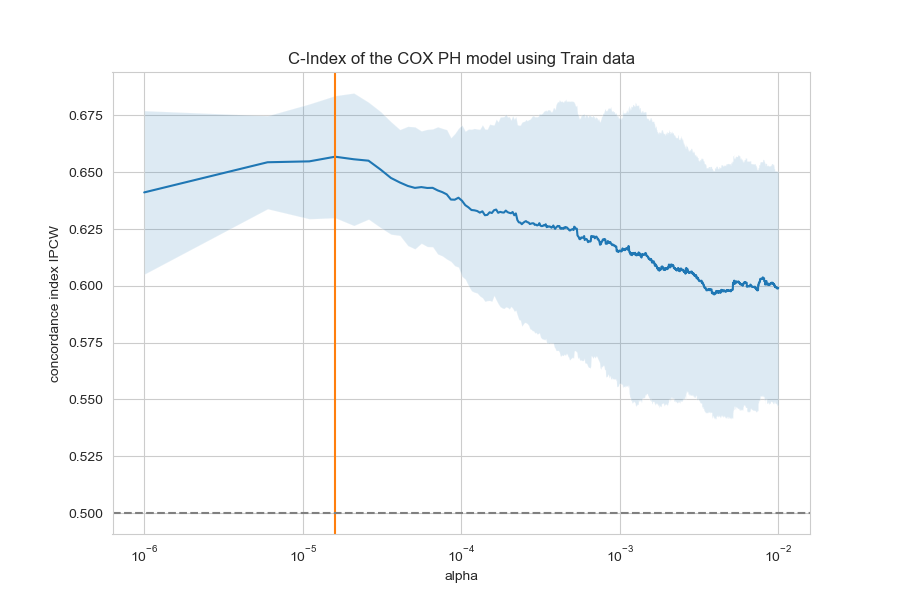 C-Index of the COX PH model using Train data
concordance index IPCW
0.675
0.650
0.625
0.600
0.575
0.550
0.525
0.500
10⁻⁶ 10⁻⁵ 10⁻⁴ 10⁻³ 10⁻²
alpha